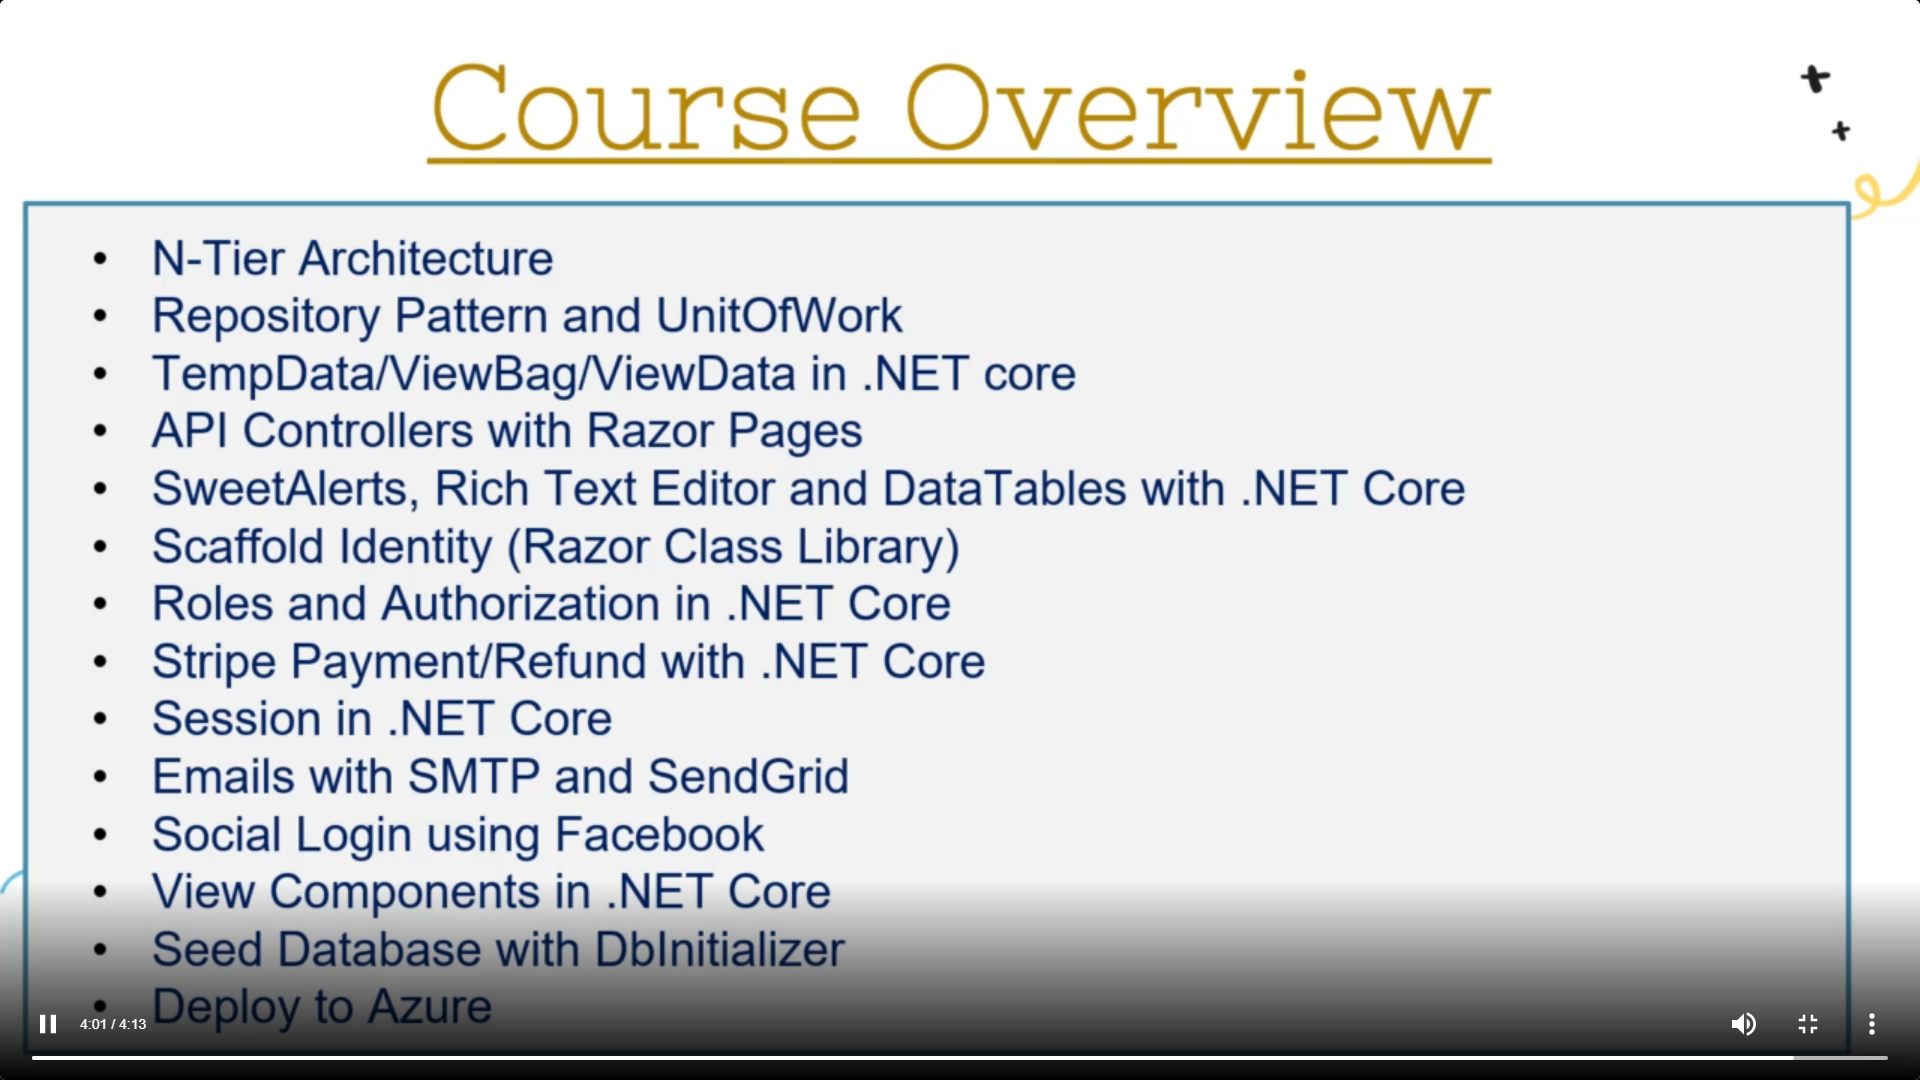 Course Overview
• N-Tier Architecture
• Repository Pattern and UnitOfWork
• TempData/ViewBag/ViewData in .NET core
• API Controllers with Razor Pages
• SweetAlerts, Rich Text Editor and DataTables with .NET Core
• Scaffold Identity (Razor Class Library)
• Roles and Authorization in .NET Core
• Stripe Payment/Refund with .NET Core
• Session in .NET Core
• Emails with SMTP and SendGrid
• Social Login using Facebook
• View Components in .NET Core
• Seed Database with DbInitializer
• Deploy to Azure
4:01 / 4:13